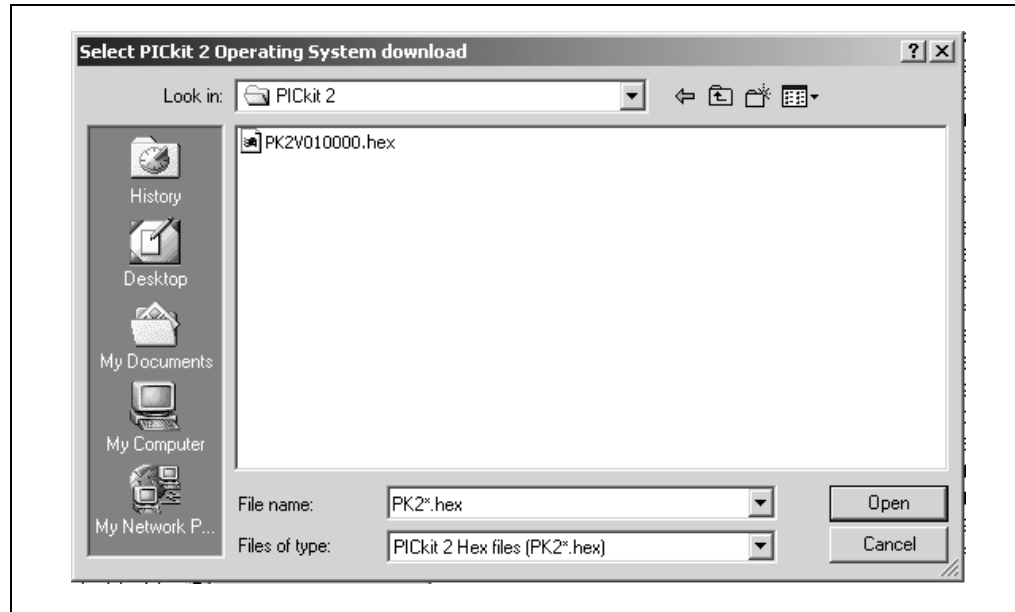 Select PICkit 2 Operating System download
Look in: PICkit 2
PK2V010000.hex
History
Desktop
My Documents
My Computer
My Network P...
File name: PK2*.hex Open
Files of type: PICkit 2 Hex files (PK2*.hex) Cancel